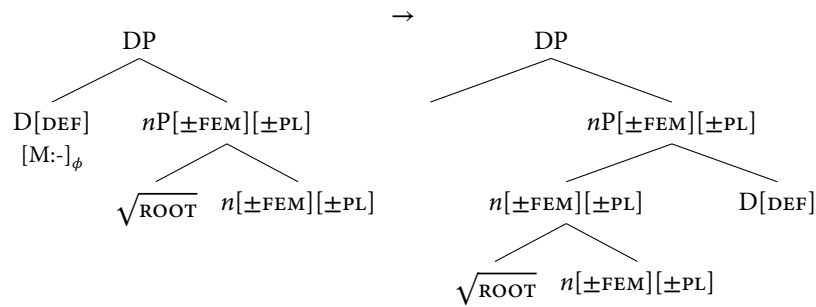 →
DP DP
D[DEF] nP[±FEM][±PL] nP[±FEM][±PL]
[M:-]ϕ
√ROOT n[±FEM][±PL] n[±FEM][±PL] D[DEF]
√ROOT n[±FEM][±PL]